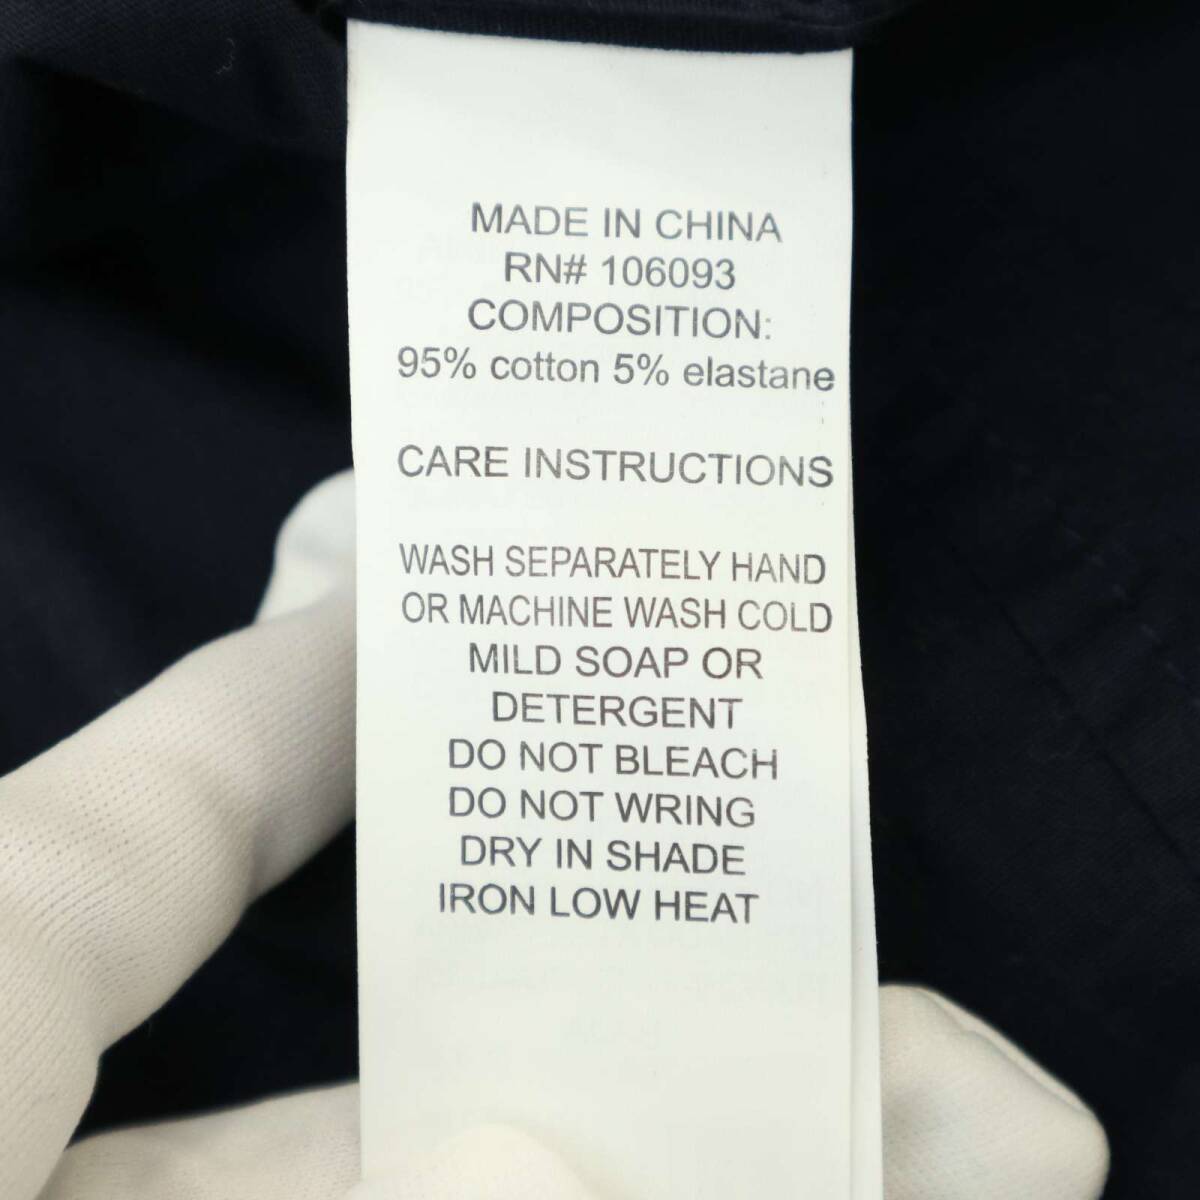 MADE IN CHINA
RN# 106093
COMPOSITION:
95% cotton 5% elastane
CARE INSTRUCTIONS
WASH SEPARATELY HAND
OR MACHINE WASH COLD
MILD SOAP OR
DETERGENT
DO NOT BLEACH
DO NOT WRING
DRY IN SHADE
IRON LOW HEAT